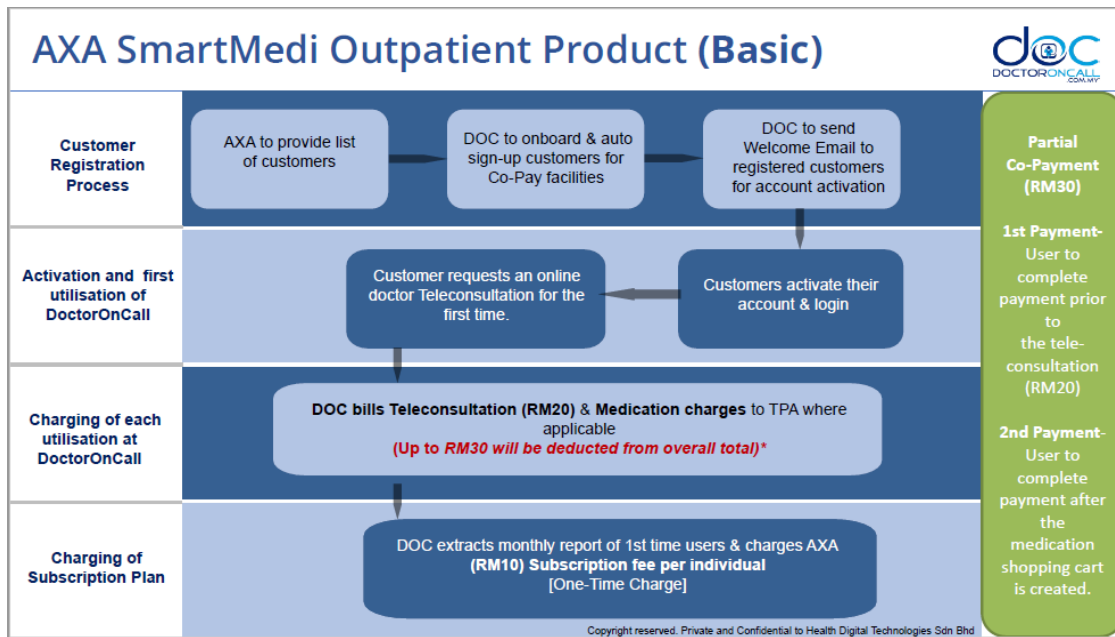 AXA SmartMedi Outpatient Product (Basic)
doc
DOCTORONCALL
.COM.MY
Customer
Registration
Process
AXA to provide list
of customers
DOC to onboard & auto
sign-up customers for
Co-Pay facilities
DOC to send
Welcome Email to
registered customers
for account activation
Activation and first
utilisation of
DoctorOnCall
Customer requests an online
doctor Teleconsultation for the
first time.
Customers activate their
account & login
Charging of each
utilisation at
DoctorOnCall
DOC bills Teleconsultation (RM20) & Medication charges to TPA where
applicable
(Up to RM30 will be deducted from overall total)*
Charging of
Subscription Plan
DOC extracts monthly report of 1st time users & charges AXA
(RM10) Subscription fee per individual
[One-Time Charge]
Partial
Co-Payment
(RM30)
1st Payment-
User to
complete
payment prior
to
the tele-
consultation
(RM20)
2nd Payment-
User to
complete
payment after
the
medication
shopping cart
is created.
Copyright reserved. Private and Confidential to Health Digital Technologies Sdn Bhd